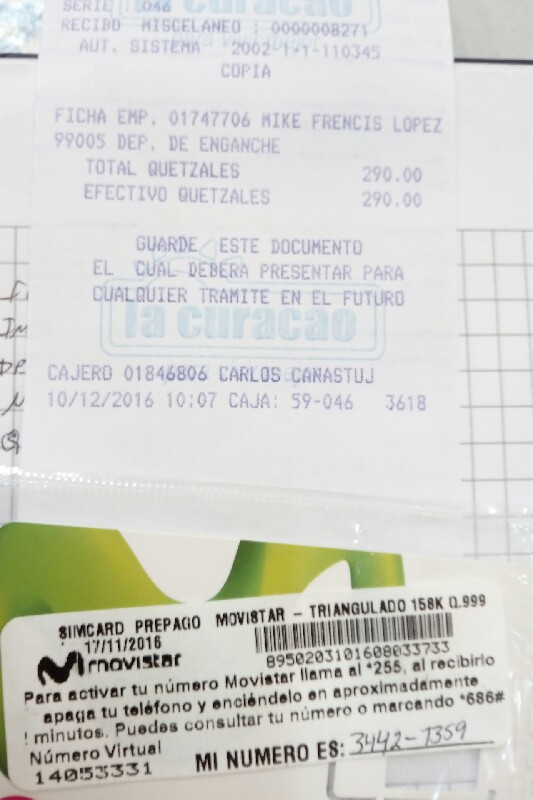 SERIE : 046
RECIBO MISCELANEO : 0000008271
AUT. SISTEMA 2002-1-1-110345
COPIA
FICHA EMP. 01747706 MIKE FRENCIS LOPEZ
99005 DEP. DE ENGANCHE
TOTAL QUETZALES 290.00
EFECTIVO QUETZALES 290.00
GUARDE ESTE DOCUMENTO
EL CUAL DEBERA PRESENTAR PARA
CUALQUIER TRAMITE EN EL FUTURO
la curacao
CAJERO 01846806 CARLOS CANASTUJ
10/12/2016 10:07 CAJA: 59-046 3618
SIMCARD PREPAGO MOVISTAR - TRIANGULADO 158K Q.999
17/11/2016
movistar
8950203101608033733
Para activar tu número Movistar llama al *255, al recibirlo
apaga tu teléfono y enciéndelo en aproximadamente
! minutos. Puedes consultar tu número o marcando *686#
Número Virtual
14053331
MI NUMERO ES: 3442-7359